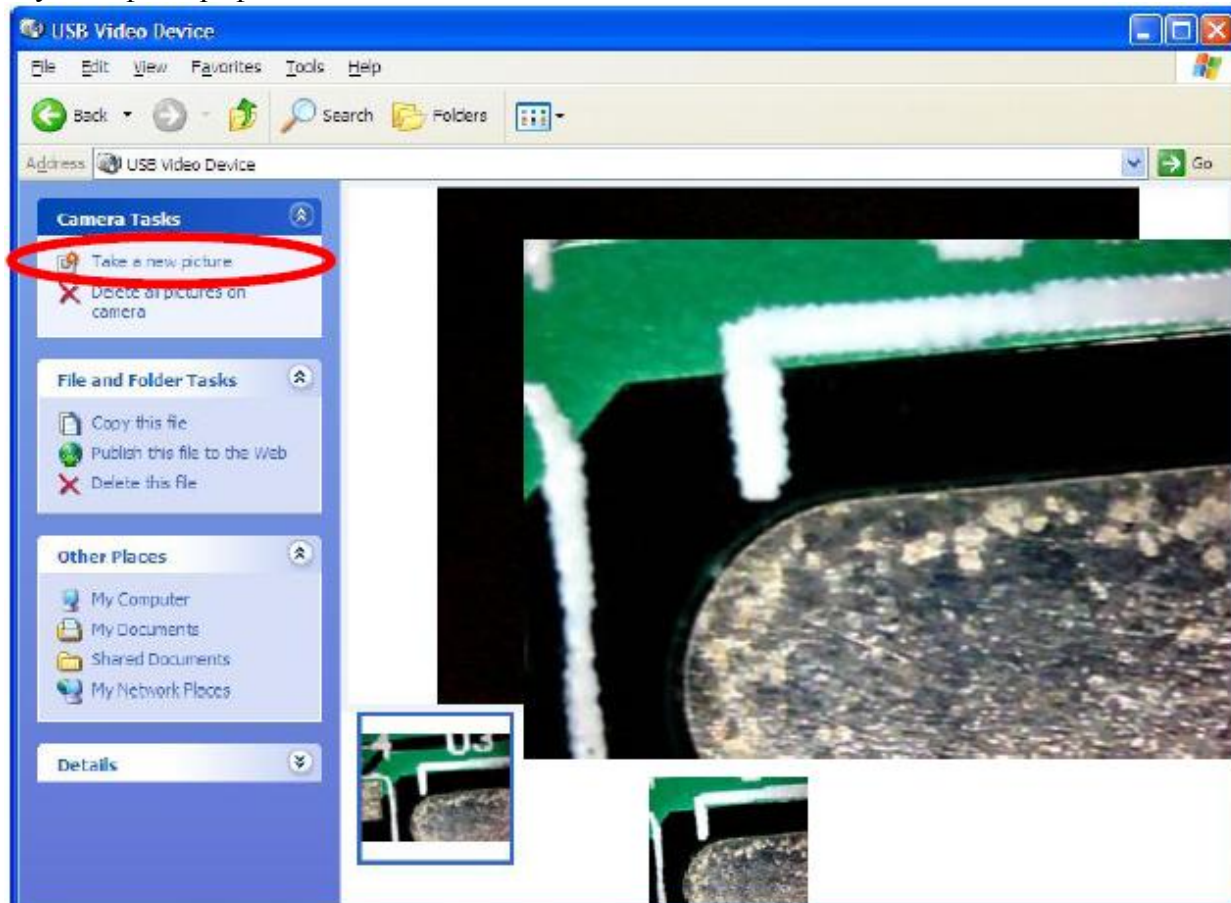 USB Video Device
File Edit View Favorites Tools Help
Back Search Folders
Address USB Video Device Go
Camera Tasks
Take a new picture
Delete all pictures on
camera
File and Folder Tasks
Copy this file
Publish this file to the Web
Delete this file
Other Places
My Computer
My Documents
Shared Documents
My Network Places
U3
Details